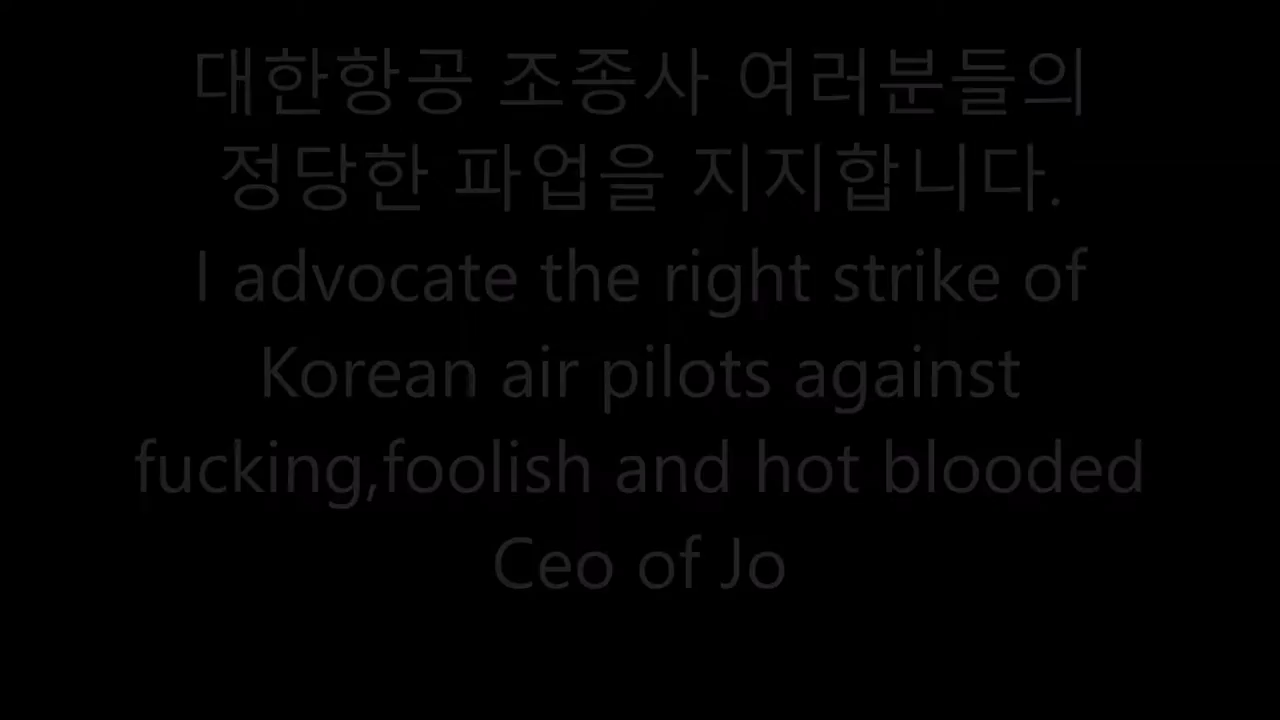 대한항공 조종사 여러분들의
정당한 파업을 지지합니다.
I advocate the right strike of
Korean air pilots against
fucking,foolish and hot blooded
Ceo of Jo